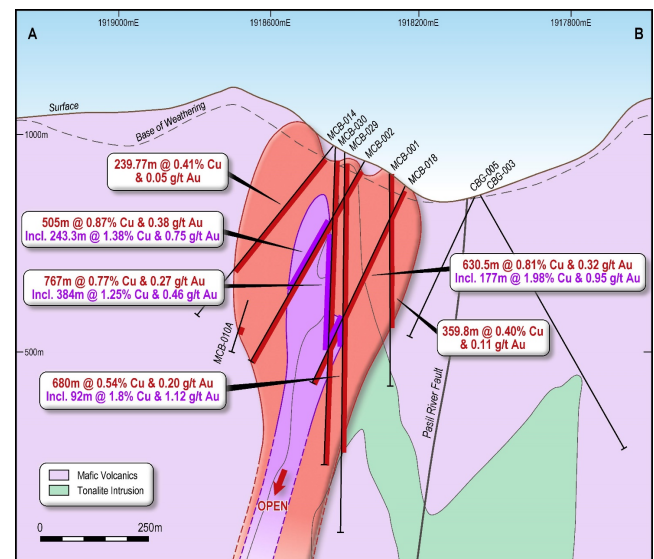 1919000mE
1918600mE
1918200mE
1917800mE
A
B
Surface
Base of Weathering
1000m
500m
MCB-014
MCB-030
MCB-029
MCB-002
MCB-001
MCB-018
CBG-005
CBG-003
239.77m @ 0.41% Cu
& 0.05 g/t Au
505m @ 0.87% Cu & 0.38 g/t Au
Incl. 243.3m @ 1.38% Cu & 0.75 g/t Au
767m @ 0.77% Cu & 0.27 g/t Au
Incl. 384m @ 1.25% Cu & 0.46 g/t Au
630.5m @ 0.81% Cu & 0.32 g/t Au
Incl. 177m @ 1.98% Cu & 0.95 g/t Au
359.8m @ 0.40% Cu
& 0.11 g/t Au
MCB-010A
680m @ 0.54% Cu & 0.20 g/t Au
Incl. 92m @ 1.8% Cu & 1.12 g/t Au
Pasil River Fault
Mafic Volcanics
Tonalite Intrusion
OPEN
0
250m